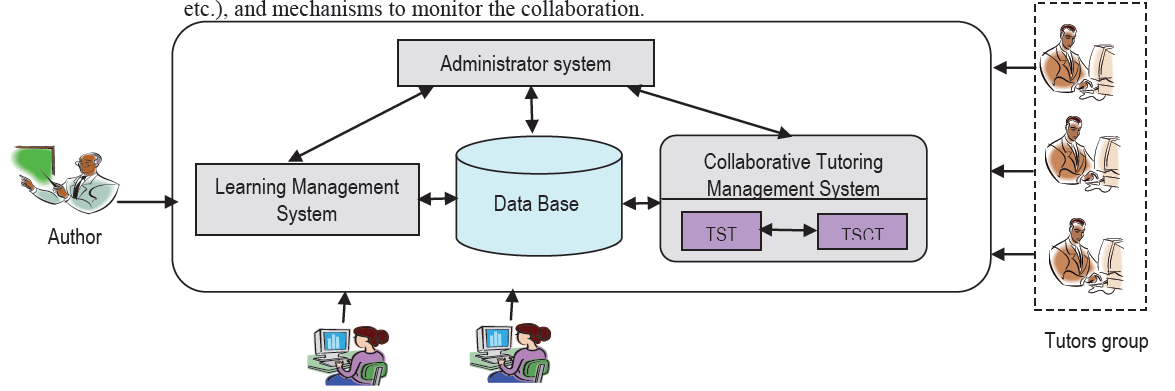 etc.), and mechanisms to monitor the collaboration.
Administrator system
Learning Management
System
Data Base
Collaborative Tutoring
Management System
TST
TSCT
Author
Tutors group